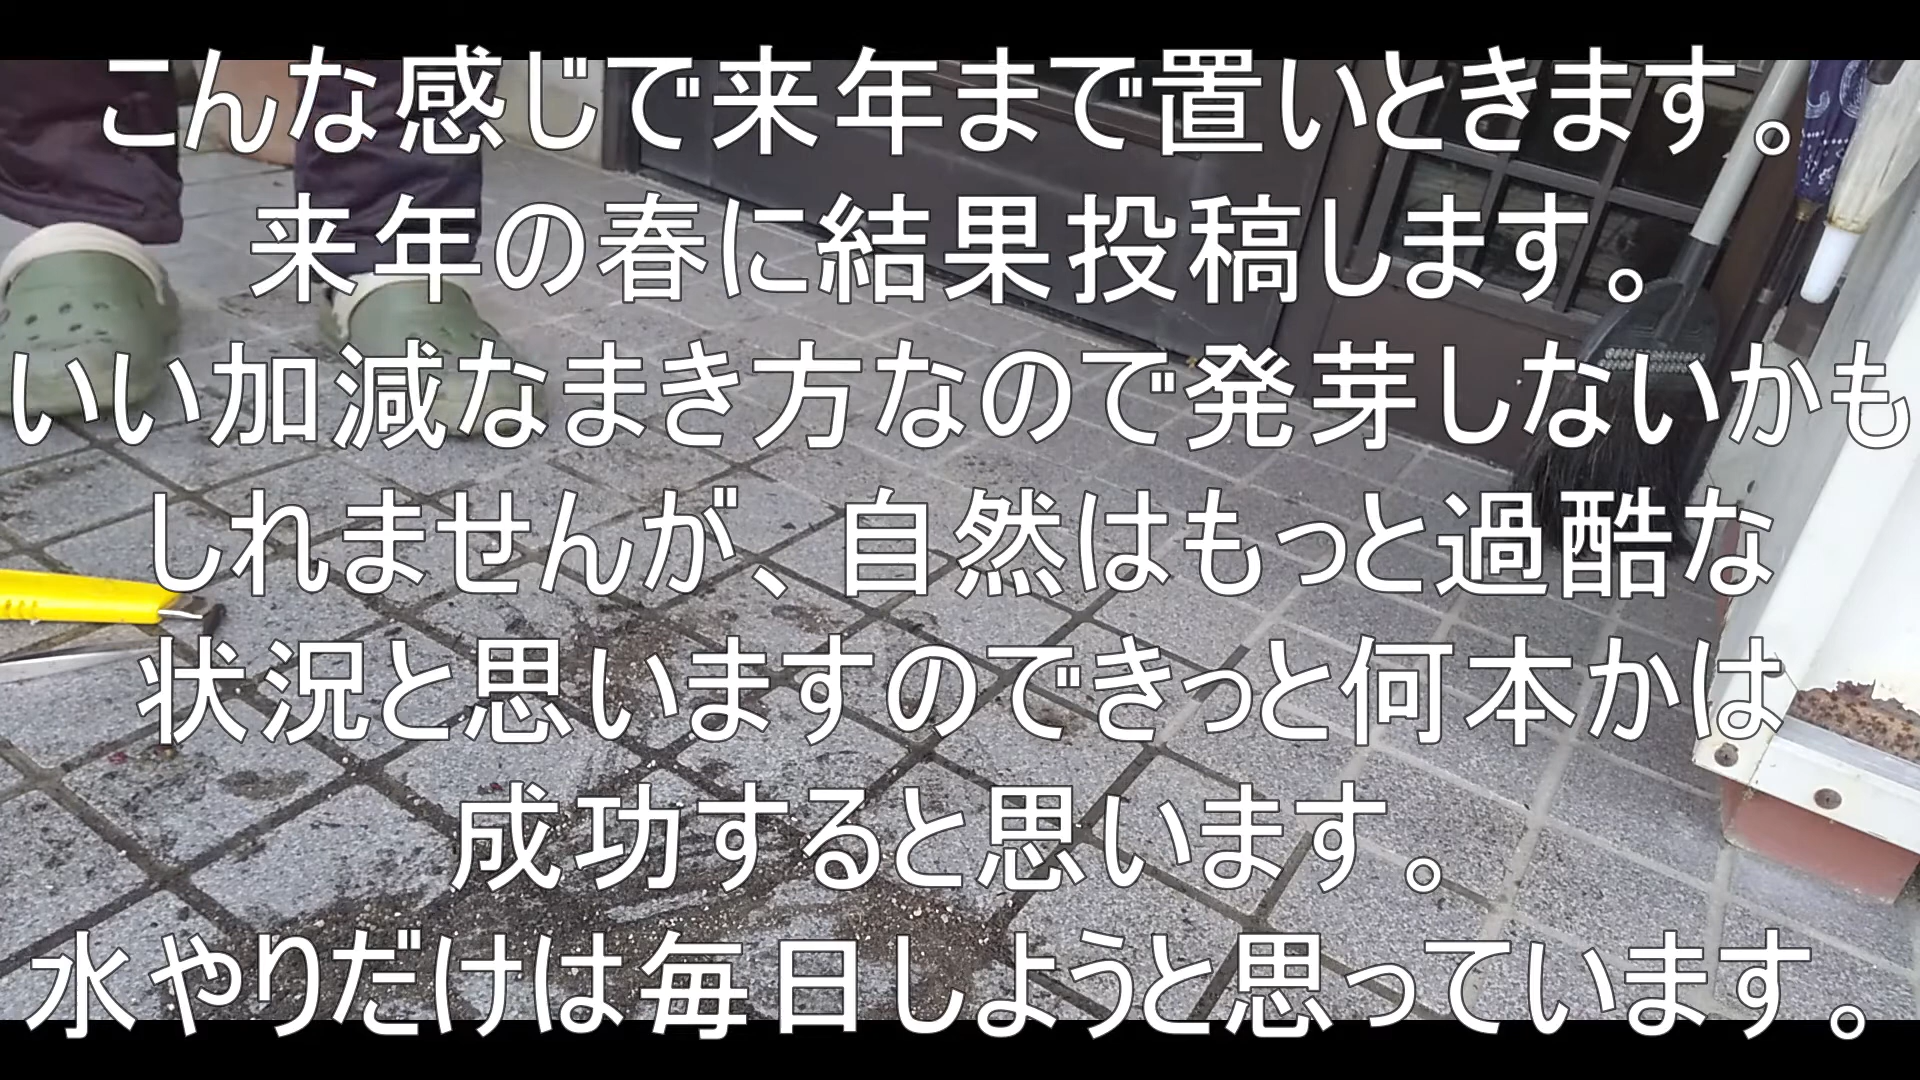 こんな感じで来年まで置いときます。
来年の春に結果投稿します。
いい加減なまき方なので発芽しないかも
しれませんが、自然はもっと過酷な
状況と思いますのできっと何本かは
成功すると思います。
水やりだけは毎日しようと思っています。